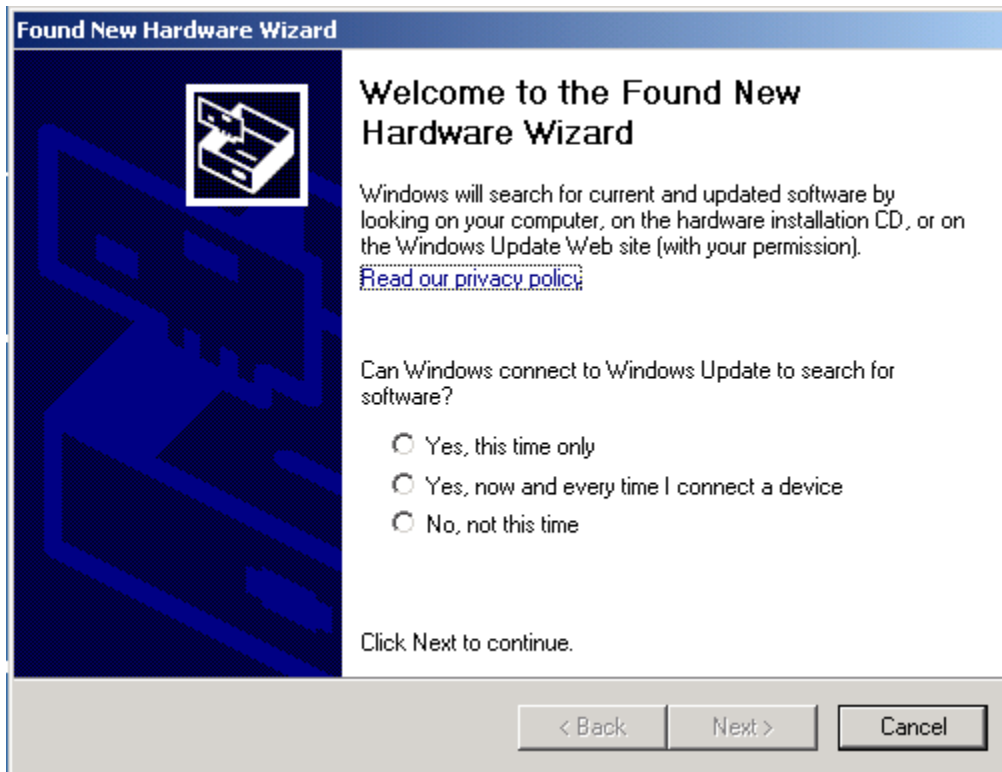 Found New Hardware Wizard
Welcome to the Found New
Hardware Wizard
Windows will search for current and updated software by
looking on your computer, on the hardware installation CD, or on
the Windows Update Web site (with your permission).
Read our privacy policy
Can Windows connect to Windows Update to search for
software?
Yes, this time only
Yes, now and every time I connect a device
No, not this time
Click Next to continue.
< Back Next > Cancel